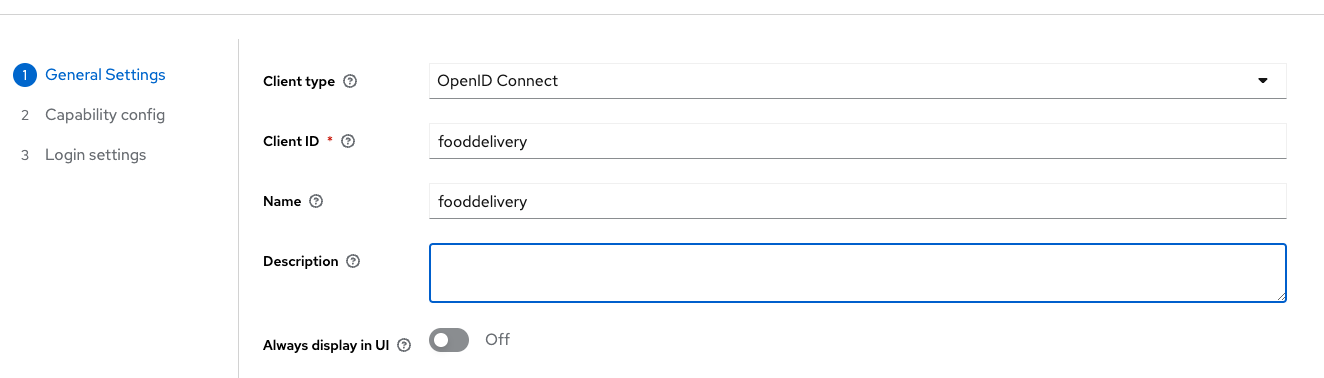 1 General Settings
2 Capability config
3 Login settings
Client type
OpenID Connect
Client ID *
fooddelivery
Name
fooddelivery
Description
Always display in UI
Off